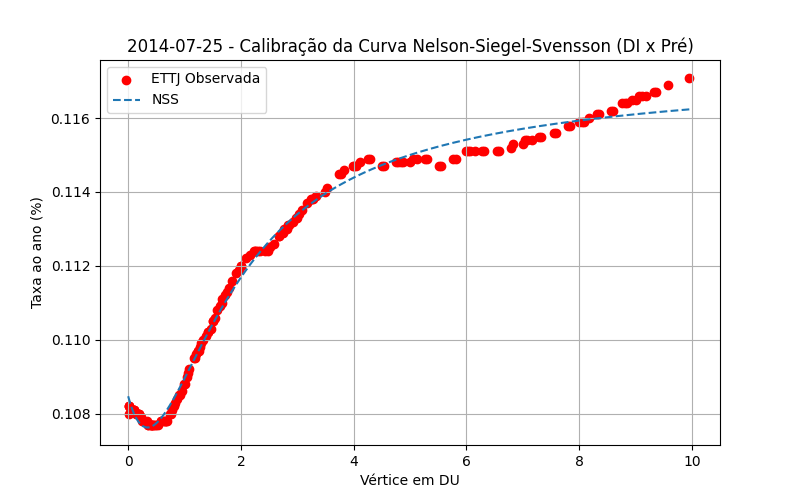 2014-07-25 - Calibração da Curva Nelson-Siegel-Svensson (DI x Pré)
ETTJ Observada
NSS
0.116
0.114
0.112
0.110
0.108
Taxa ao ano (%)
0 2 4 6 8 10
Vértice em DU